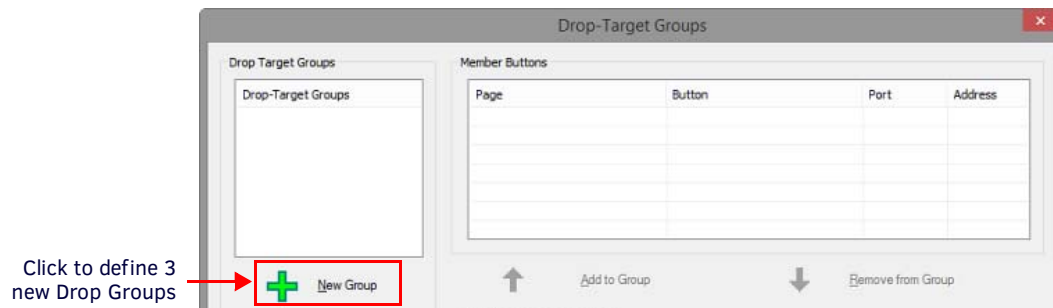 Drop-Target Groups
Drop Target Groups
Member Buttons
Drop-Target Groups
Page Button Port Address
Click to define 3
new Drop Groups
New Group
Add to Group
Remove from Group